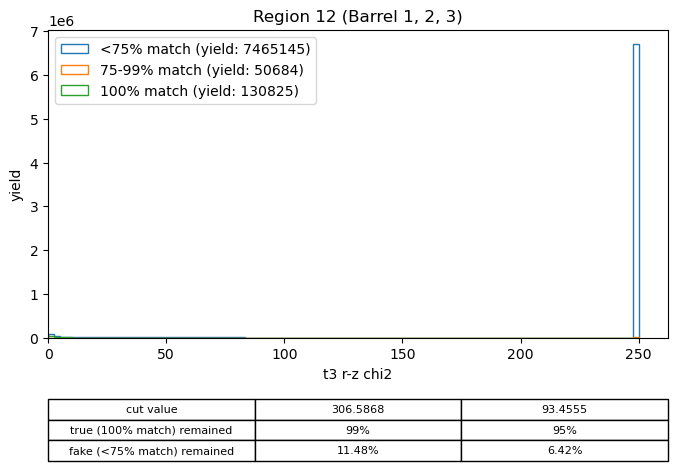 Region 12 (Barrel 1, 2, 3)
1e6
<75% match (yield: 7465145)
75-99% match (yield: 50684)
100% match (yield: 130825)
7
6
5
4
3
2
1
0
yield
0 50 100 150 200 250
t3 r-z chi2
cut value 306.5868 93.4555
true (100% match) remained 99% 95%
fake (<75% match) remained 11.48% 6.42%